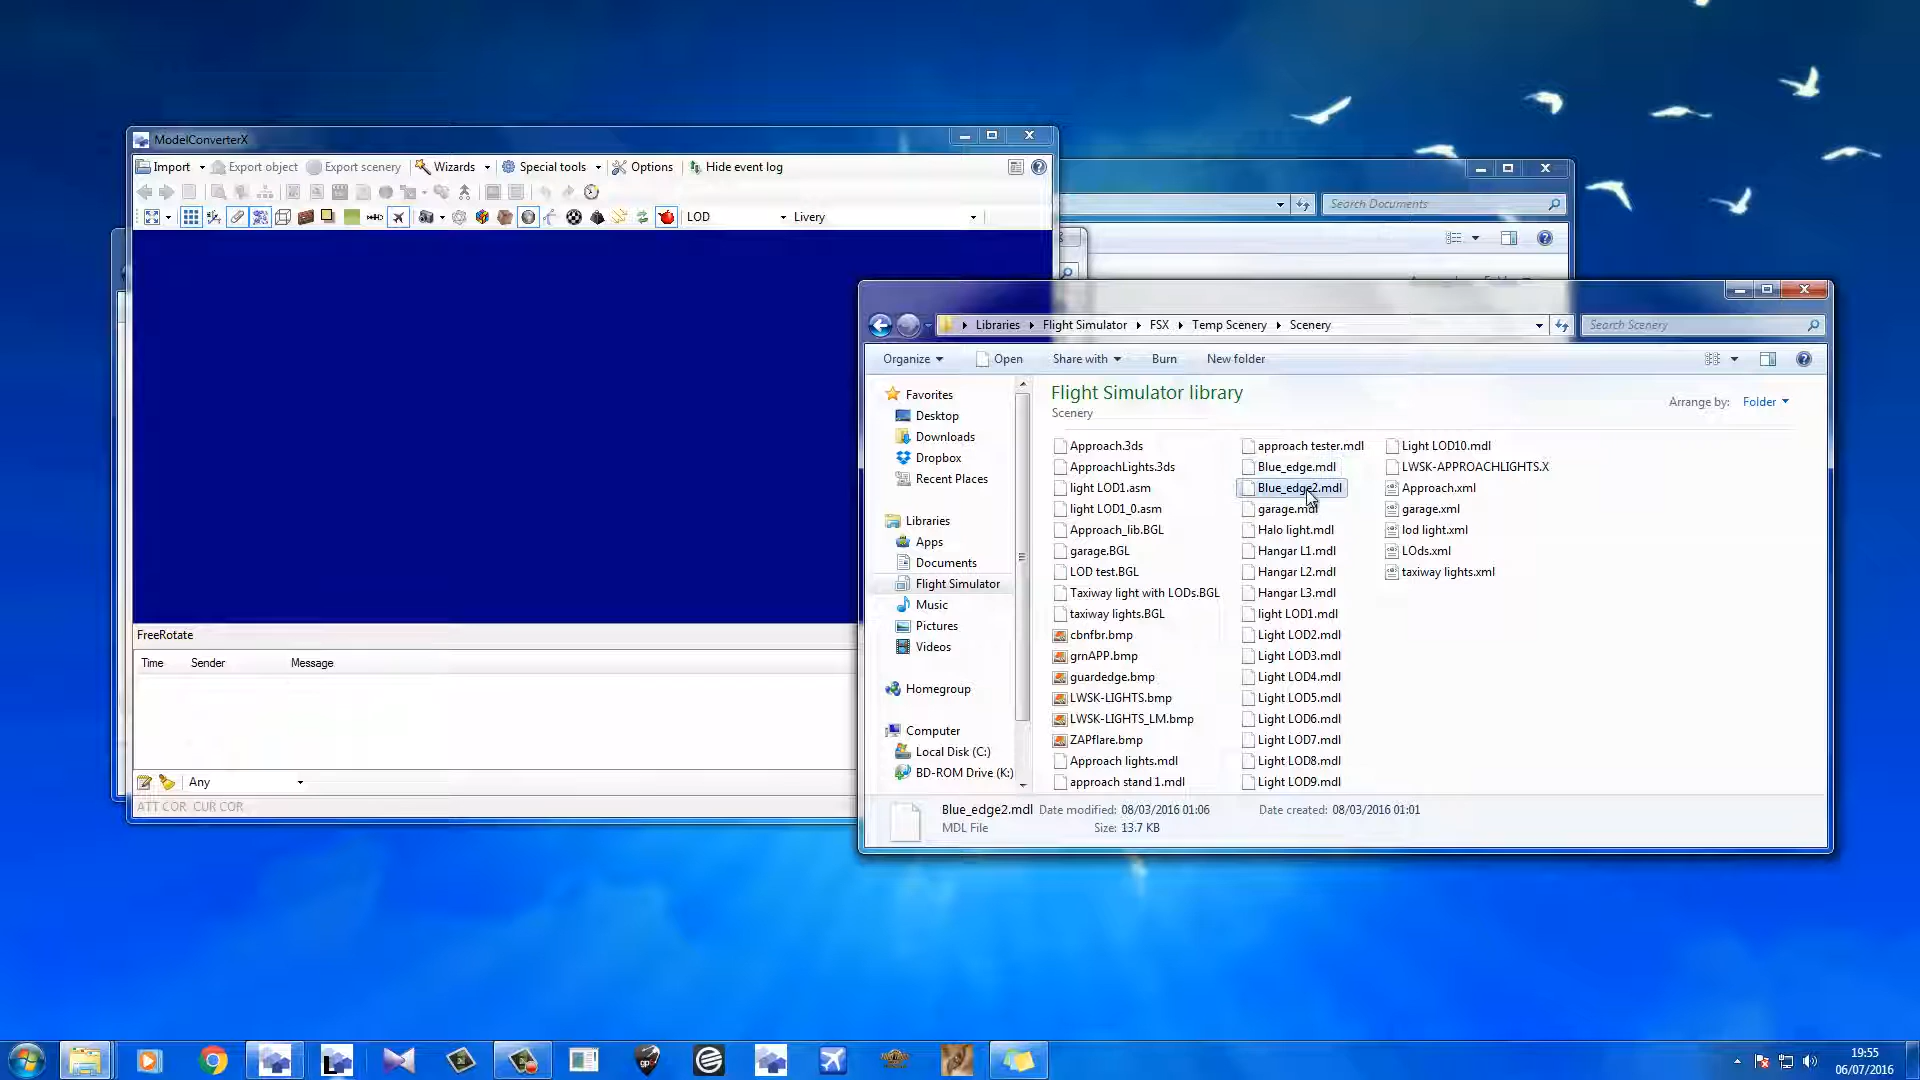 ModelConverterX
Import
Export object
Export scenery
Wizards
Special tools
Options
Hide event log
LOD
Livery
FreeRotate
Time
Sender
Message
Any
ATT COR CUR COR
Search Documents
Libraries
Flight Simulator
FSX
Temp Scenery
Scenery
Search Scenery
Organize
Open
Share with
Burn
New folder
Favorites
Desktop
Downloads
Dropbox
Recent Places
Libraries
Apps
Documents
Flight Simulator
Music
Pictures
Videos
Homegroup
Computer
Local Disk (C:)
BD-ROM Drive (K:)
Flight Simulator library
Scenery
Arrange by:
Folder
Approach.3ds
ApproachLights.3ds
light LOD1.asm
light LOD1_0.asm
Approach_lib.BGL
garage.BGL
LOD test.BGL
Taxiway light with LODs.BGL
taxiway lights.BGL
cbnfbr.bmp
grnAPP.bmp
guardedge.bmp
LWSK-LIGHTS.bmp
LWSK-LIGHTS_LM.bmp
ZAPflare.bmp
Approach lights.mdl
approach stand 1.mdl
approach tester.mdl
Blue_edge.mdl
Blue_edge2.mdl
garage.mdl
Halo light.mdl
Hangar L1.mdl
Hangar L2.mdl
Hangar L3.mdl
light LOD1.mdl
Light LOD2.mdl
Light LOD3.mdl
Light LOD4.mdl
Light LOD5.mdl
Light LOD6.mdl
Light LOD7.mdl
Light LOD8.mdl
Light LOD9.mdl
Light LOD10.mdl
LWSK-APPROACHLIGHTS.X
Approach.xml
garage.xml
lod light.xml
LOds.xml
taxiway lights.xml
Blue_edge2.mdl Date modified: 08/03/2016 01:06 Date created: 08/03/2016 01:01
MDL File Size: 13.7 KB
19:55
06/07/2016